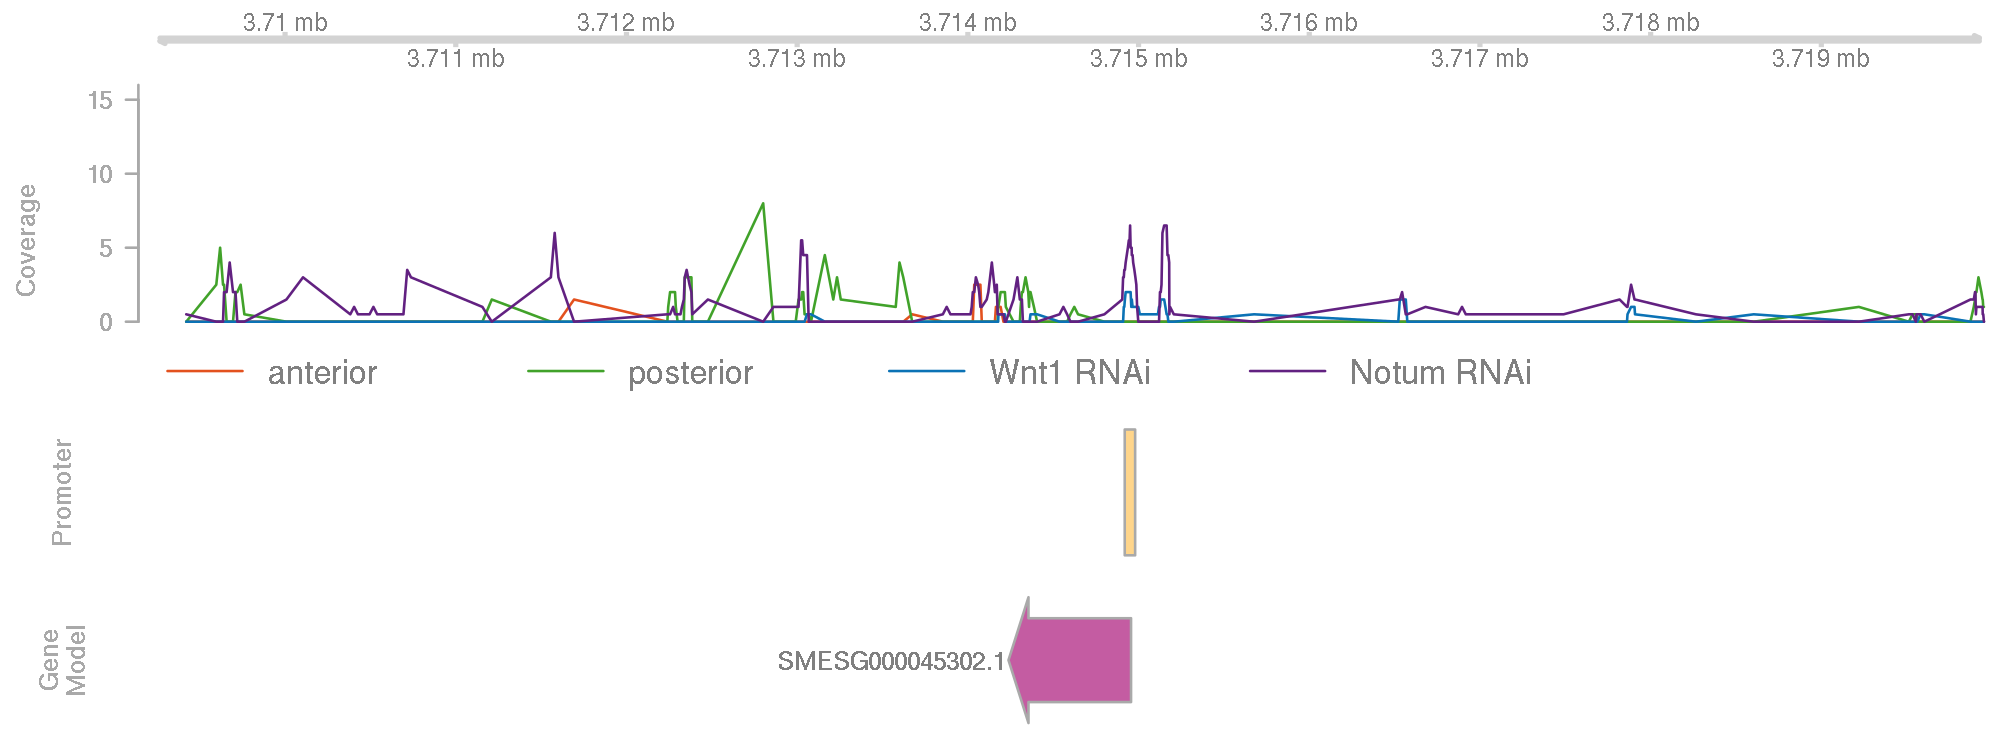 3.71 mb 3.712 mb 3.714 mb 3.716 mb 3.718 mb
3.711 mb 3.713 mb 3.715 mb 3.717 mb 3.719 mb
15
10
5
0
Coverage
anterior posterior Wnt1 RNAi Notum RNAi
Promoter
Gene
Model
SMESG000045302.1